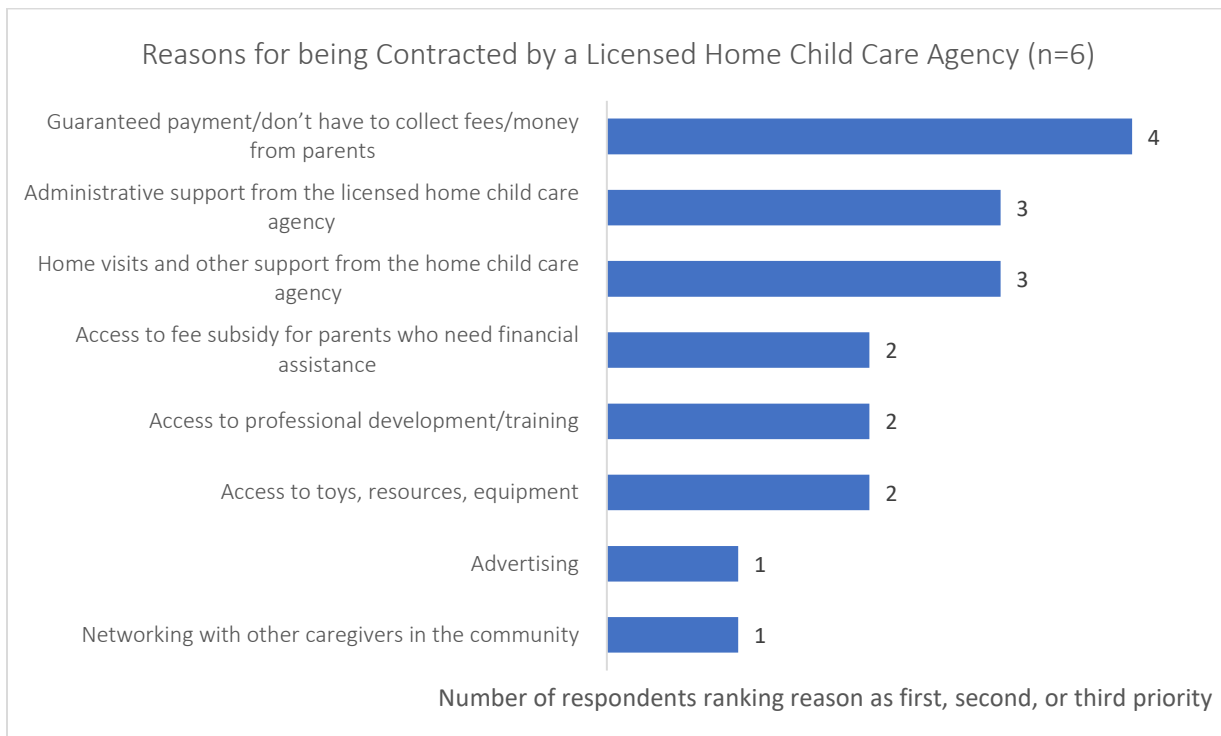 Reasons for being Contracted by a Licensed Home Child Care Agency (n=6)
Guaranteed payment/don’t have to collect fees/money
from parents
4
Administrative support from the licensed home child care
agency
3
Home visits and other support from the home child care
agency
3
Access to fee subsidy for parents who need financial
assistance
2
Access to professional development/training
2
Access to toys, resources, equipment
2
Advertising
1
Networking with other caregivers in the community
1
Number of respondents ranking reason as first, second, or third priority